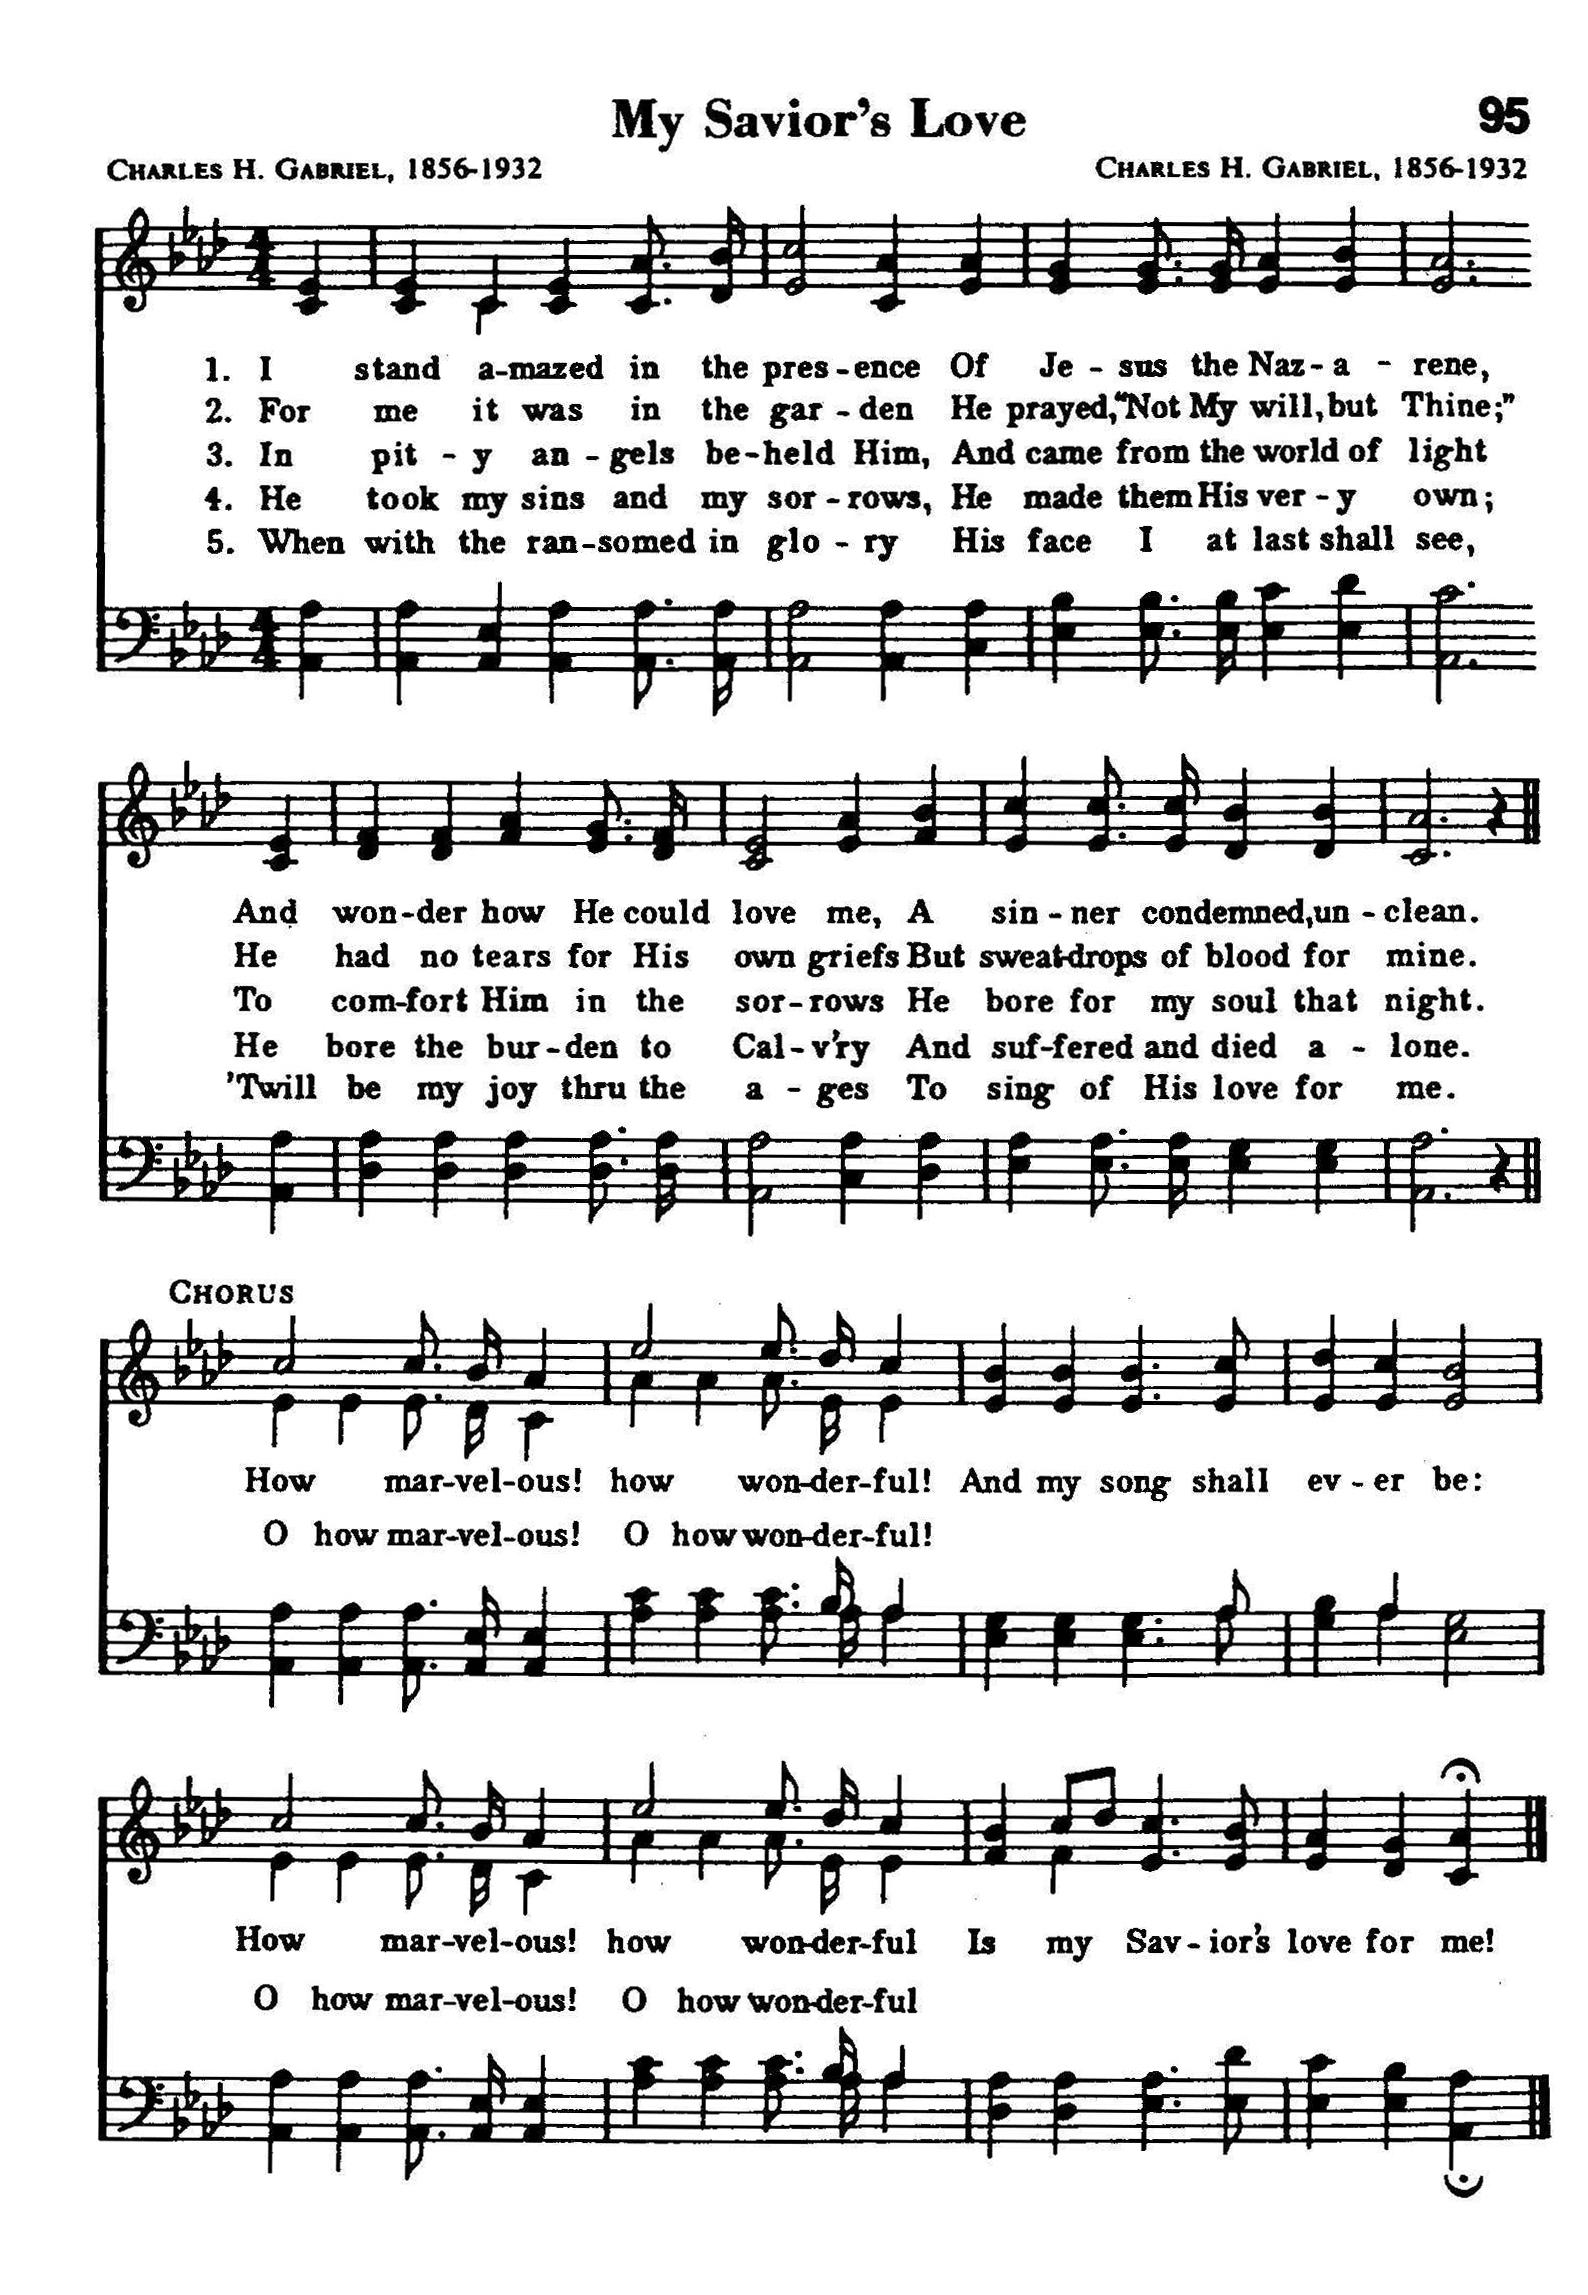 My Savior's Love 95
CHARLES H. GABRIEL, 1856-1932 CHARLES H. GABRIEL, 1856-1932
4 4
1. I stand a-mazed in the pres-ence Of Je-sus the Naz-a-rene,
2. For me it was in the gar-den He prayed, "Not My will, but Thine;"
3. In pit-y an-gels be-held Him, And came from the world of light
4. He took my sins and my sor-rows, He made them His ver-y own;
5. When with the ran-somed in glo-ry His face I at last shall see,
4 4
And won-der how He could love me, A sin-ner condemned, un-clean.
He had no tears for His own griefs But sweat-drops of blood for mine.
To com-fort Him in the sor-rows He bore for my soul that night.
He bore the bur-den to Cal-v'ry And suf-fered and died a-lone.
'Twill be my joy thru the a-ges To sing of His love for me.
CHORUS
How mar-vel-ous! how won-der-ful! And my song shall ev-er be:
O how mar-vel-ous! O how won-der-ful!
How mar-vel-ous! how won-der-ful Is my Sav-ior's love for me!
O how mar-vel-ous! O how won-der-ful